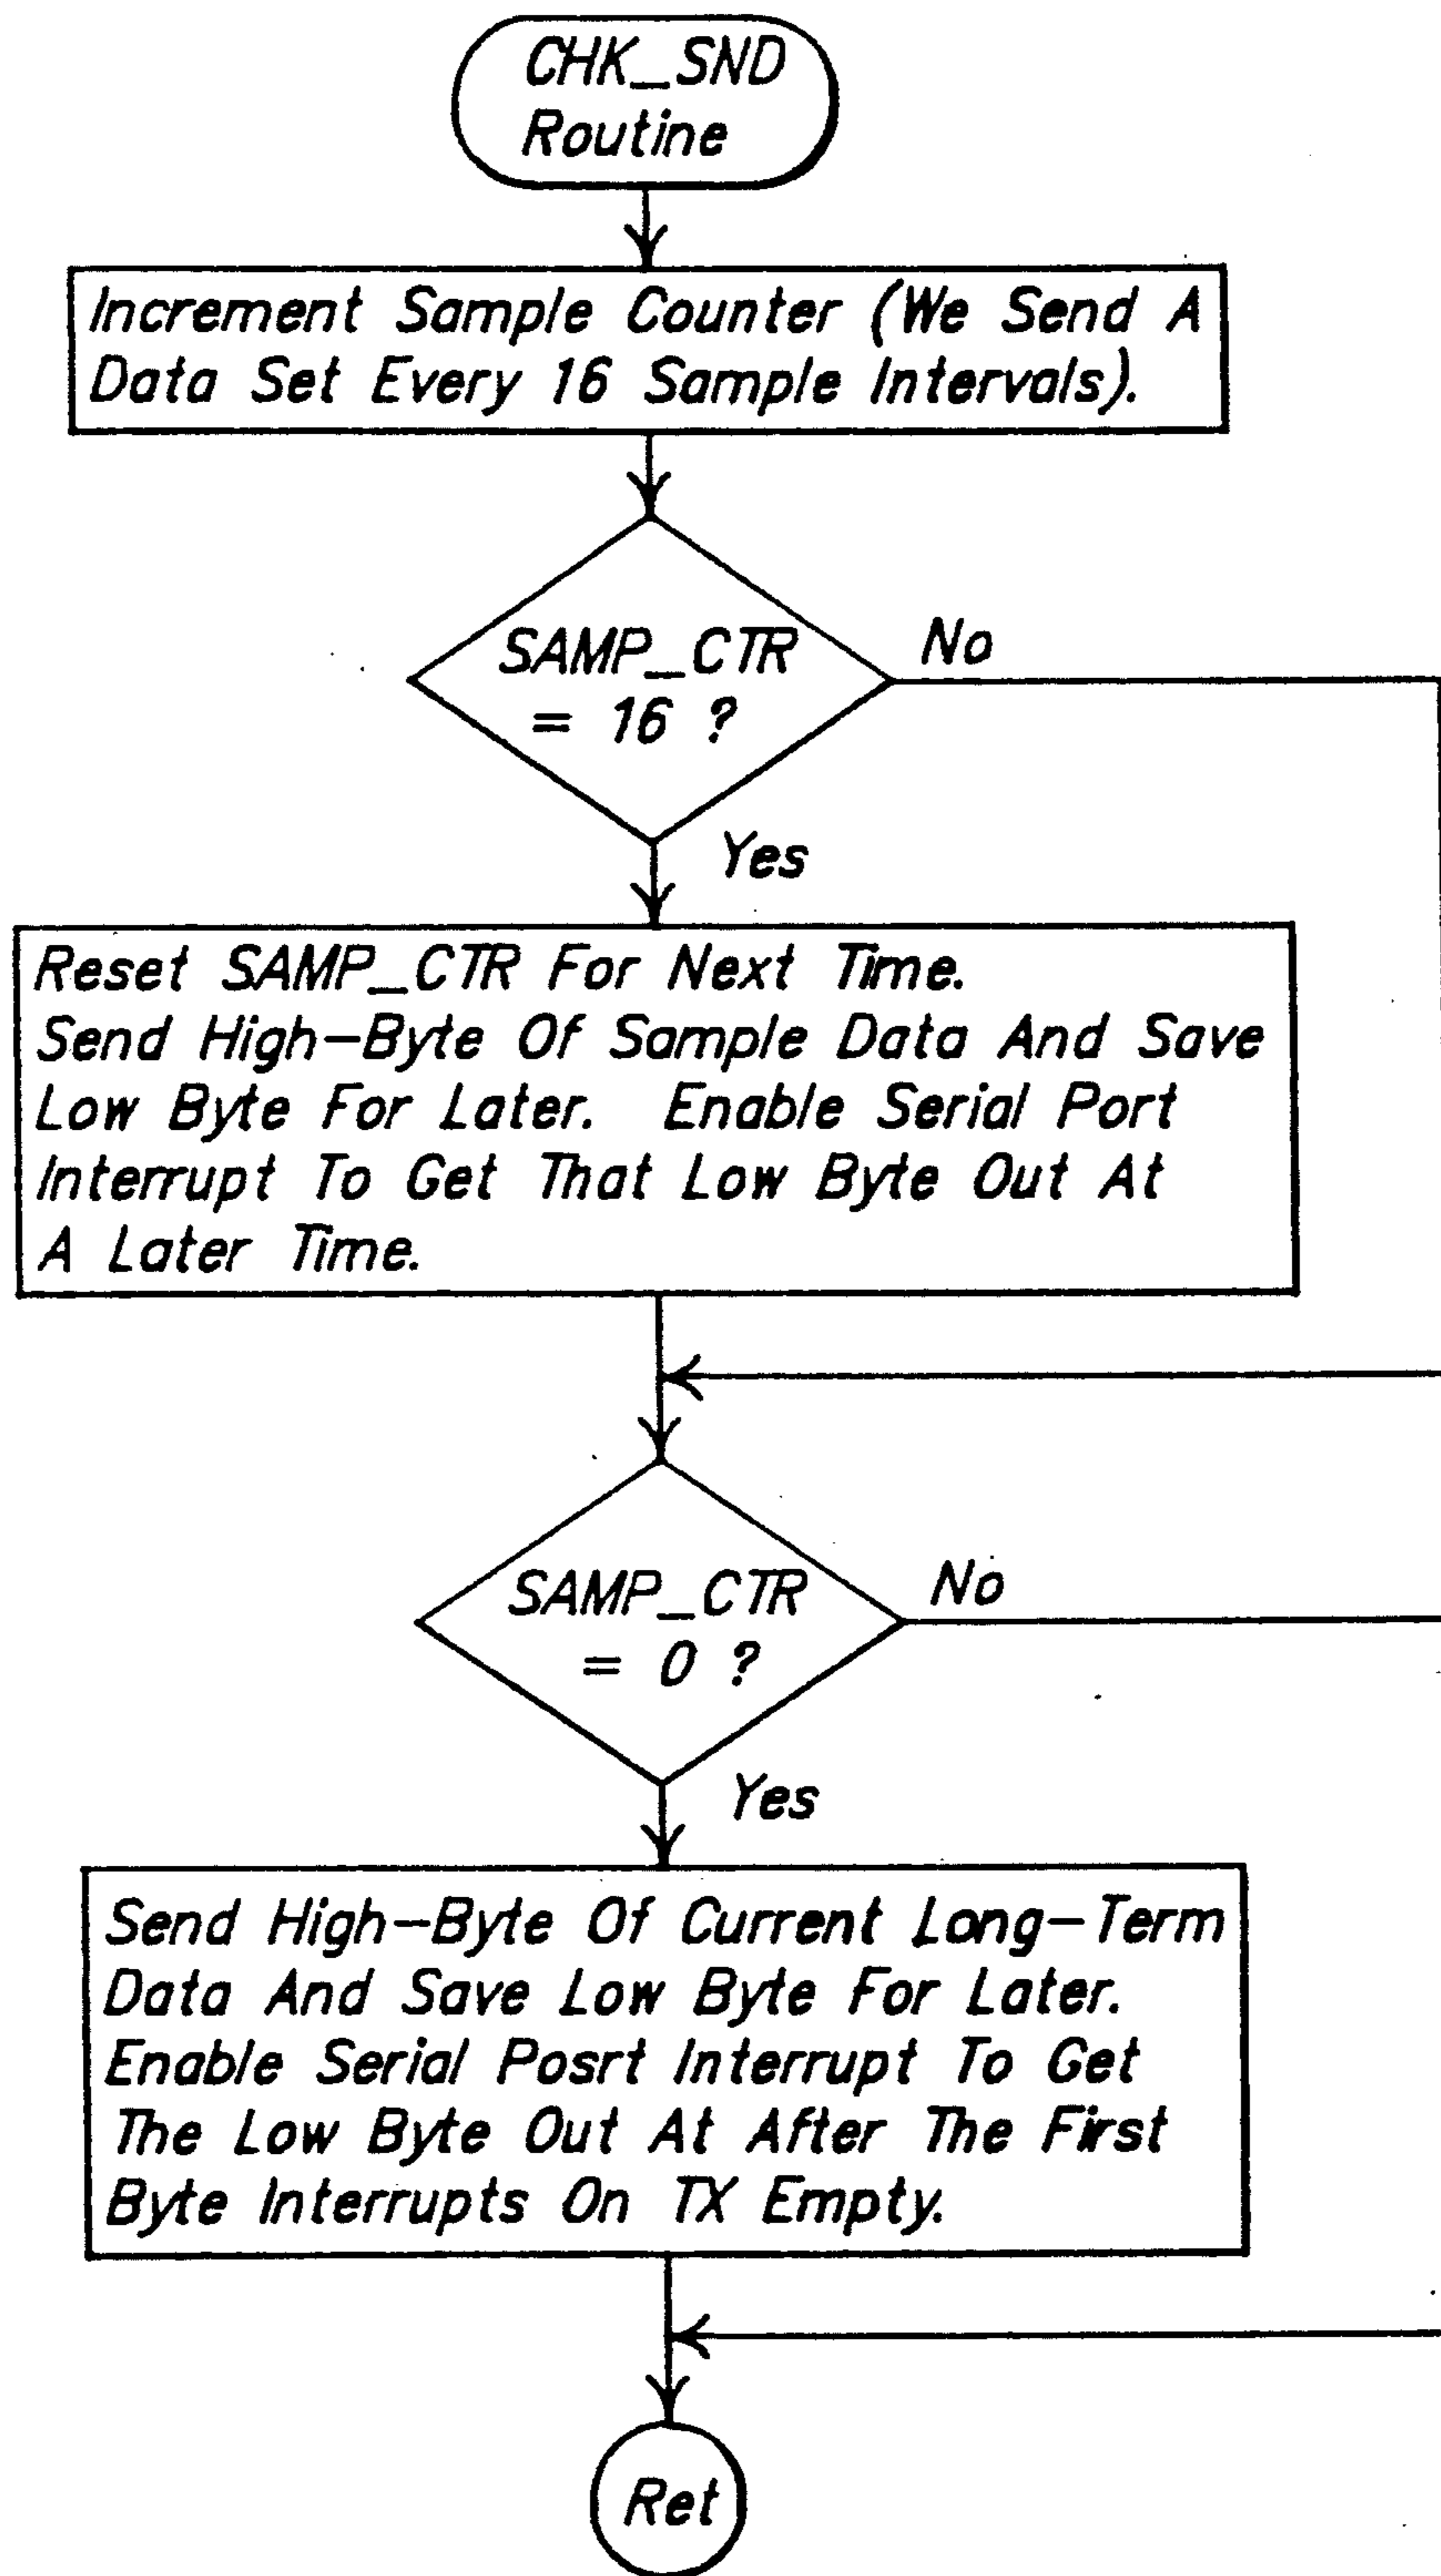 CHK_SND
Routine
Increment Sample Counter (We Send A
Data Set Every 16 Sample Intervals).
SAMP_CTR
= 16 ?
No
Yes
Reset SAMP_CTR For Next Time.
Send High-Byte Of Sample Data And Save
Low Byte For Later. Enable Serial Port
Interrupt To Get That Low Byte Out At
A Later Time.
SAMP_CTR
= 0 ?
No
Yes
Send High-Byte Of Current Long-Term
Data And Save Low Byte For Later.
Enable Serial Posrt Interrupt To Get
The Low Byte Out At After The First
Byte Interrupts On TX Empty.
Ret